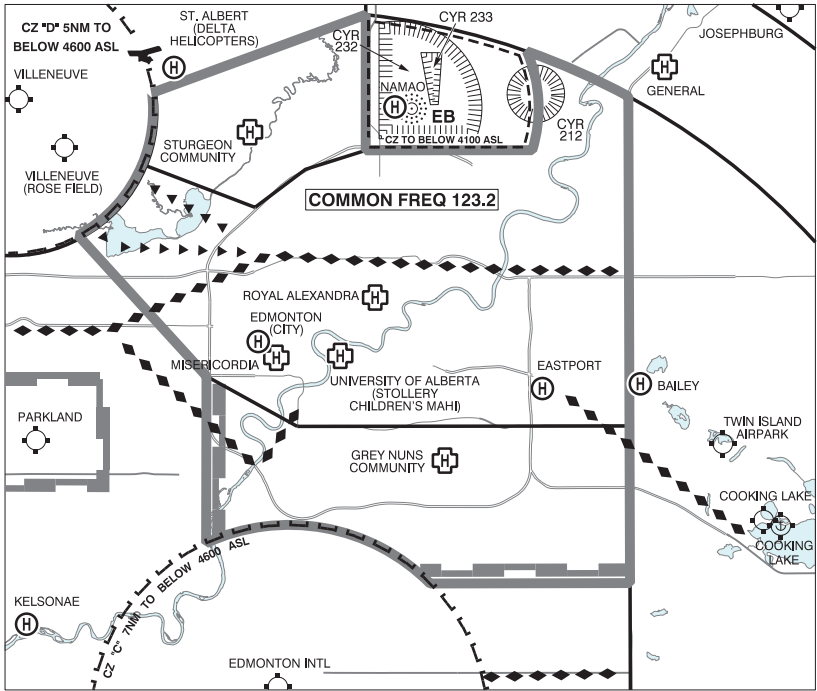 CZ "D" 5NM TO
BELOW 4600 ASL
ST. ALBERT
(DELTA
HELICOPTERS)
H
CYR
232
CYR 233
JOSEPHBURG
VILLENEUVE
H
GENERAL
NAMAO
H
EB
CYR
212
CZ TO BELOW 4100 ASL
STURGEON
COMMUNITY
H
VILLENEUVE
(ROSE FIELD)
COMMON FREQ 123.2
ROYAL ALEXANDRA
H
EDMONTON
(CITY)
H
MISERICORDIA
H
H
UNIVERSITY OF ALBERTA
(STOLLERY
CHILDREN'S MAHI)
EASTPORT
H
H
BAILEY
PARKLAND
TWIN ISLAND
AIRPARK
GREY NUNS
COMMUNITY
H
COOKING LAKE
COOKING
LAKE
CZ "C" 7NM TO BELOW 4600 ASL
KELSONAE
H
EDMONTON INTL